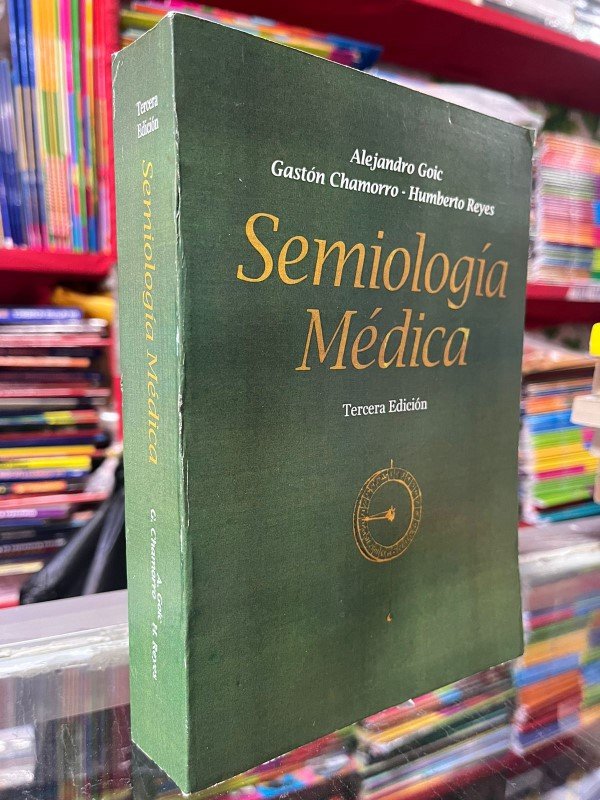 Tercera
Edición
Semiología Médica
A. Goic H. Reyes
G. Chamorro
Alejandro Goic
Gastón Chamorro - Humberto Reyes
Semiología
Médica
Tercera Edición